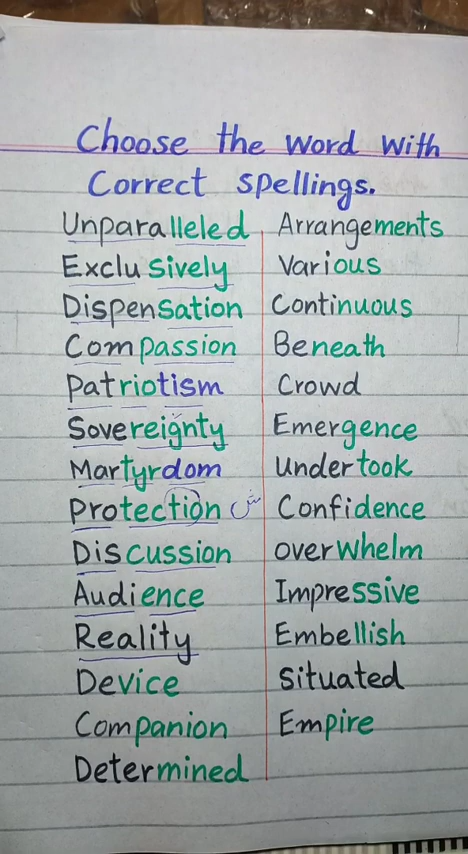 Choose the word with
Correct spellings.
Unparalleled
Exclusively
Dispensation
Compassion
Patriotism
Sovereignty
Martyrdom
Protection ش
Discussion
Audience
Reality
Device
Companion
Determined
Arrangements
Various
Continuous
Beneath
Crowd
Emergence
Undertook
Confidence
overwhelm
Impressive
Embellish
Situated
Empire